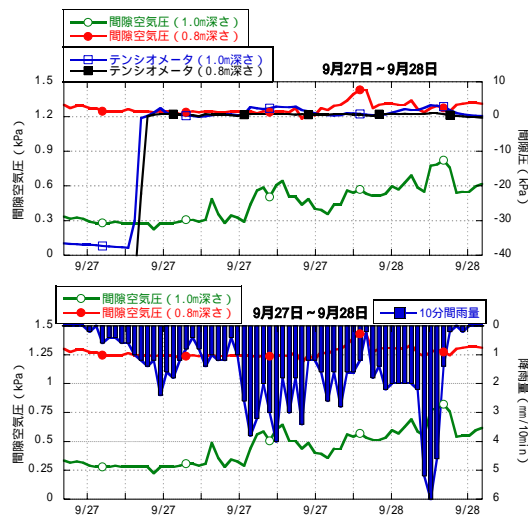 間隙空気圧(1.0m深さ)
間隙空気圧(0.8m深さ)
テンシオメータ(1.0m深さ)
テンシオメータ(0.8m深さ)
9月27日~9月28日
間隙空気圧(kPa)
1.5
1.2
0.9
0.6
0.3
0
間隙圧(kPa)
10
0
-10
-20
-30
-40
9/27 9/27 9/27 9/27 9/28 9/28 9/28
間隙空気圧(1.0m深さ)
間隙空気圧(0.8m深さ)
9月27日~9月28日
10分間雨量
間隙空気圧(kPa)
1.5
1.25
1
0.75
0.5
0.25
0
降雨量(mm/10min)
0
1
2
3
4
5
6
9/27 9/27 9/27 9/27 9/28 9/28 9/28